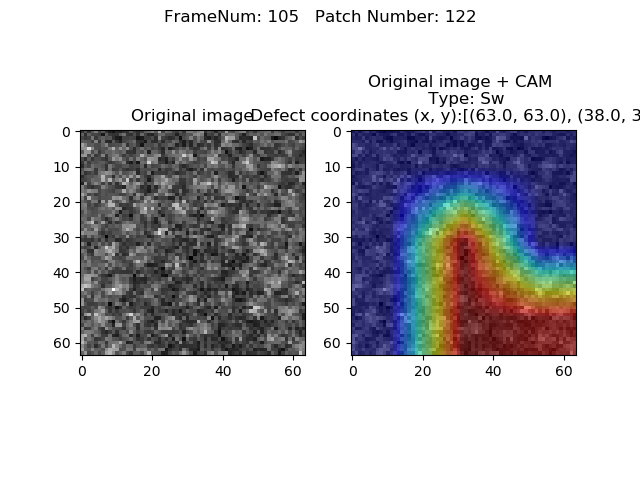 FrameNum: 105   Patch Number: 122
Original image + CAM
Type: Sw
Original image
Defect coordinates (x, y):[(63.0, 63.0), (38.0, 3
0
10
20
30
40
50
60
0 20 40 60
0
10
20
30
40
50
60
0 20 40 60